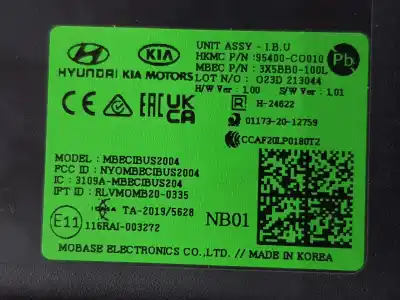 UNIT ASSY - I.B.U
HKMC P/N : 95400-CO010
MBEC P/N : 3X5BB0-100L
LOT N/O : 023D 213044
H/W Ver : 1.00 S/W Ver : 1.01
Pb
HYUNDAI KIA MOTORS
KIA
CE EAC UK CA
R H-24622
01173-20-12759
CCAF20LP0180T2
MODEL : MBECIBUS2004
FCC ID : NYOMBECIBUS2004
IC : 3109A-MBECIBUS204
IFT ID : RLVMOMB20-0335
E11
TA-2019/5628
116RAI-003272
NB01
MOBASE ELECTRONICS CO.,LTD. // MADE IN KOREA